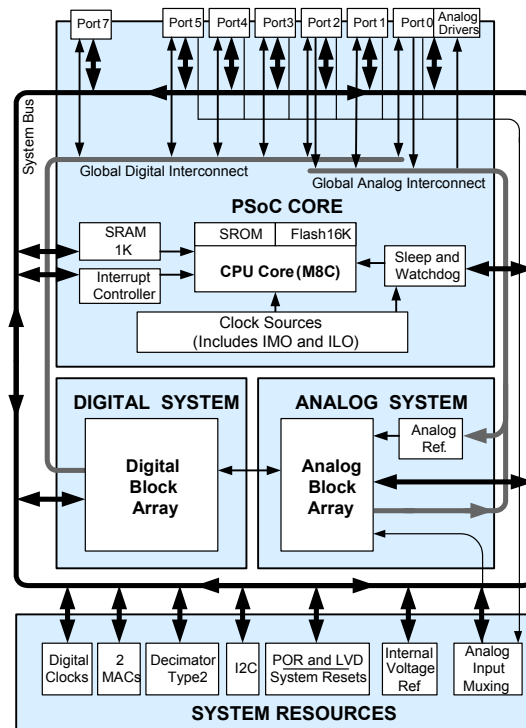 Port 7
Port 5
Port 4
Port 3
Port 2
Port 1
Port 0
Analog
Drivers
System Bus
Global Digital Interconnect
Global Analog Interconnect
PSoC CORE
SRAM
1K
SROM
Flash16K
CPU Core (M8C)
Interrupt
Controller
Sleep and
Watchdog
Clock Sources
(Includes IMO and ILO)
DIGITAL SYSTEM
ANALOG SYSTEM
Analog
Ref.
Digital
Block
Array
Analog
Block
Array
Digital
Clocks
2
MACs
Decimator
Type2
I2C
POR and LVD
System Resets
Internal
Voltage
Ref
Analog
Input
Muxing
SYSTEM RESOURCES